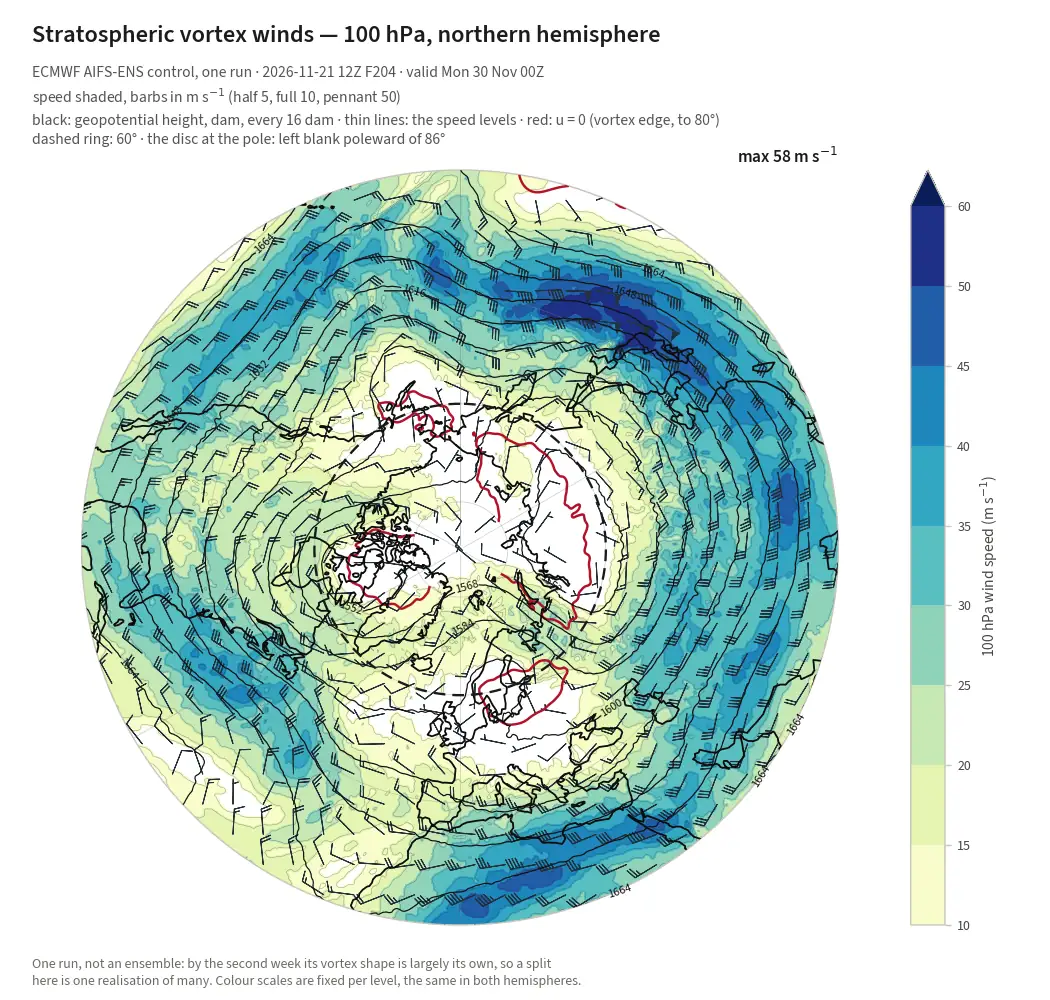 Stratospheric vortex winds — 100 hPa, northern hemisphere
ECMWF AIFS-ENS control, one run · 2026-11-21 12Z F204 · valid Mon 30 Nov 00Z
speed shaded, barbs in m s⁻¹ (half 5, full 10, pennant 50)
black: geopotential height, dam, every 16 dam · thin lines: the speed levels · red: u = 0 (vortex edge, to 80°)
dashed ring: 60° · the disc at the pole: left blank poleward of 86°
max 58 m s⁻¹
60
50
45
40
35
30
25
20
15
10
100 hPa wind speed (m s⁻¹)
1664
1664
1648
1616
1568
1552
1584
1600
1664
1664
1664
1664
One run, not an ensemble: by the second week its vortex shape is largely its own, so a split
here is one realisation of many. Colour scales are fixed per level, the same in both hemispheres.